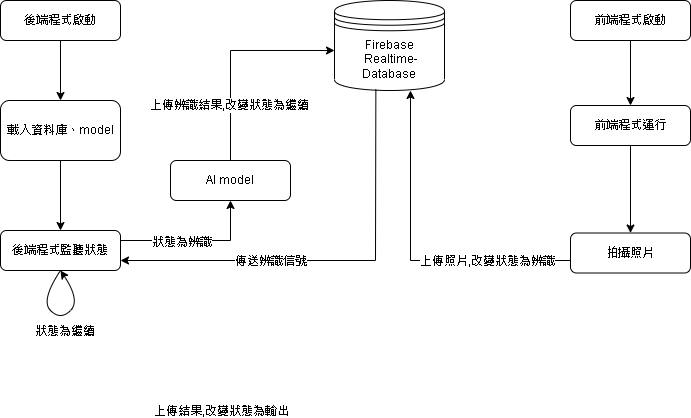 後端程式啟動
Firebase
Realtime-
Database
前端程式啟動
上傳辨識結果,改變狀態為繼續
載入資料庫、model
前端程式運行
AI model
後端程式監聽狀態
狀態為辨識
傳送辨識信號
上傳照片,改變狀態為辨識
拍攝照片
狀態為繼續
上傳結果,改變狀態為輸出